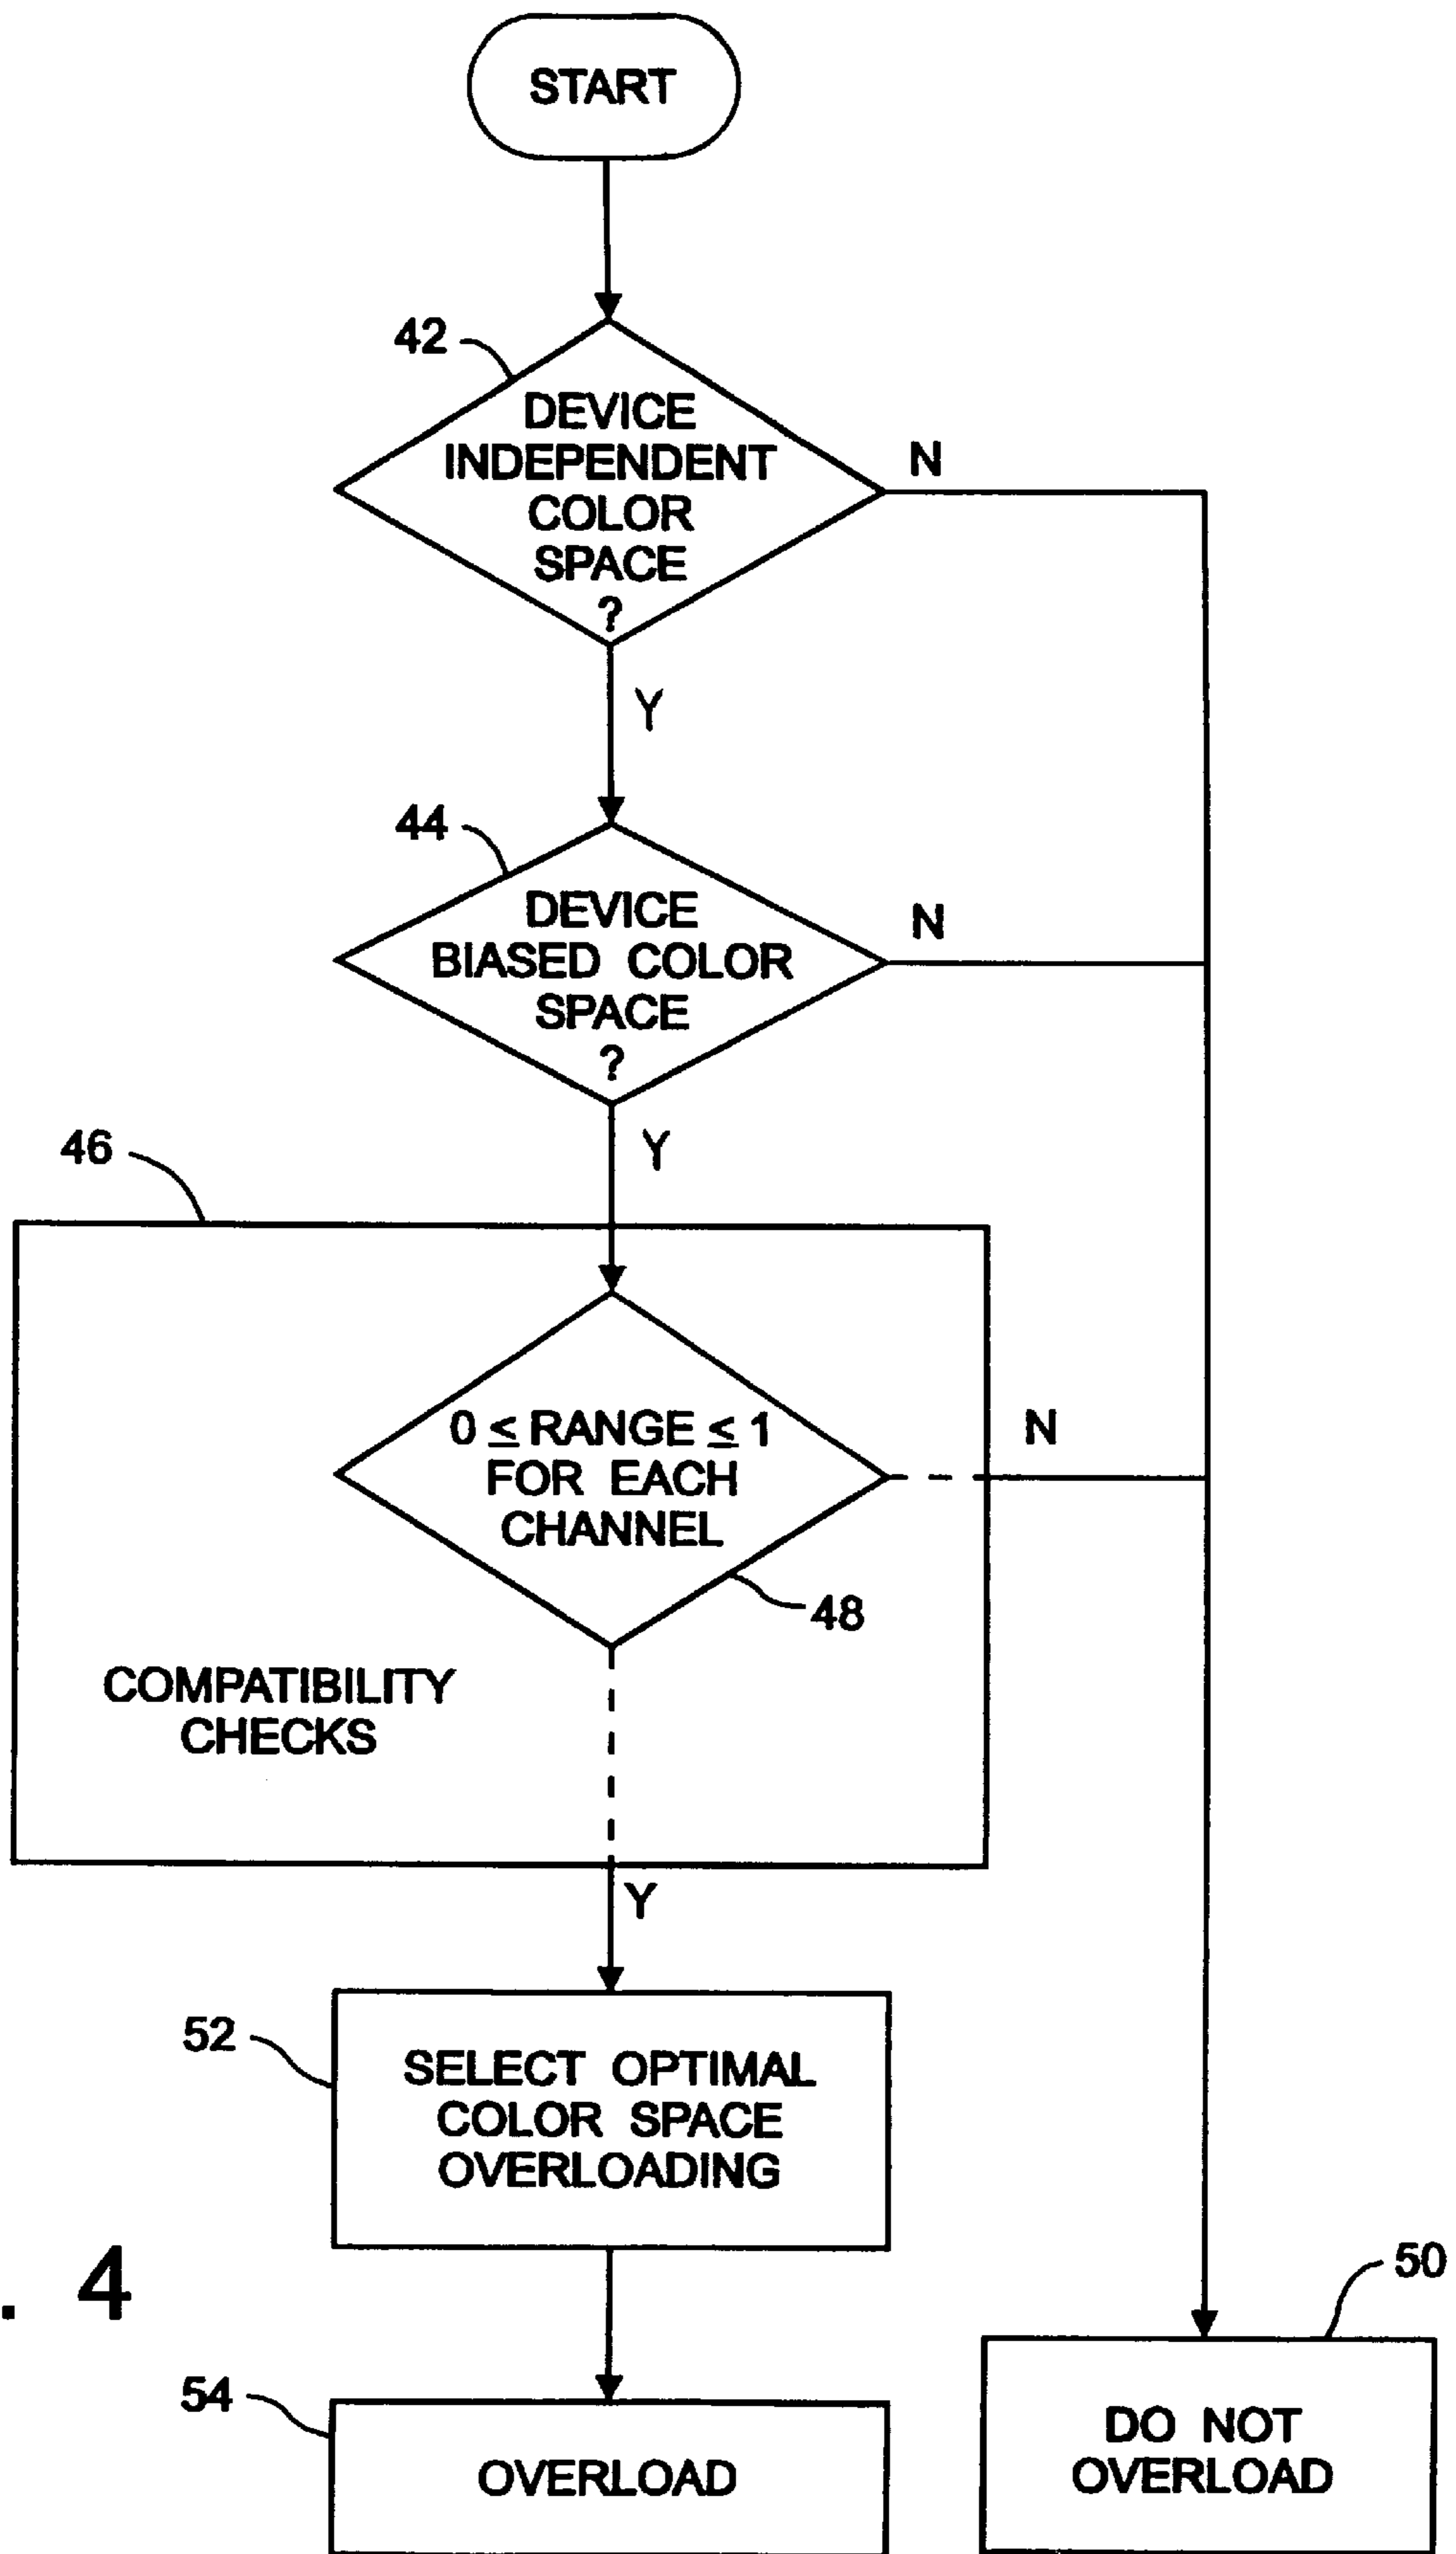 START
42
DEVICE
INDEPENDENT
COLOR
SPACE
?
N
Y
44
DEVICE
BIASED COLOR
SPACE
?
N
Y
46
0 ≤ RANGE ≤ 1
FOR EACH
CHANNEL
N
48
COMPATIBILITY
CHECKS
Y
52
SELECT OPTIMAL
COLOR SPACE
OVERLOADING
. 4
50
54
OVERLOAD
DO NOT
OVERLOAD